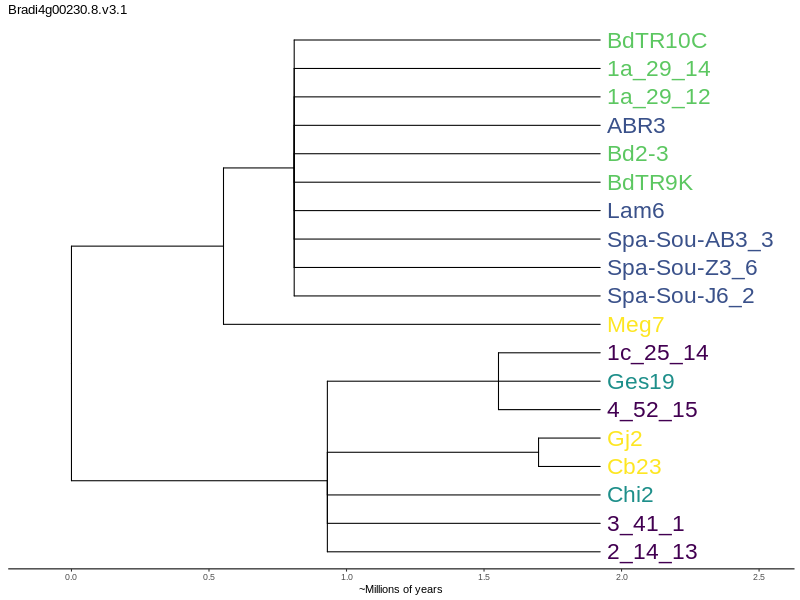 Bradi4g00230.8.v3.1
BdTR10C
1a_29_14
1a_29_12
ABR3
Bd2-3
BdTR9K
Lam6
Spa-Sou-AB3_3
Spa-Sou-Z3_6
Spa-Sou-J6_2
Meg7
1c_25_14
Ges19
4_52_15
Gj2
Cb23
Chi2
3_41_1
2_14_13
0.0 0.5 1.0 1.5 2.0 2.5
~Millions of years